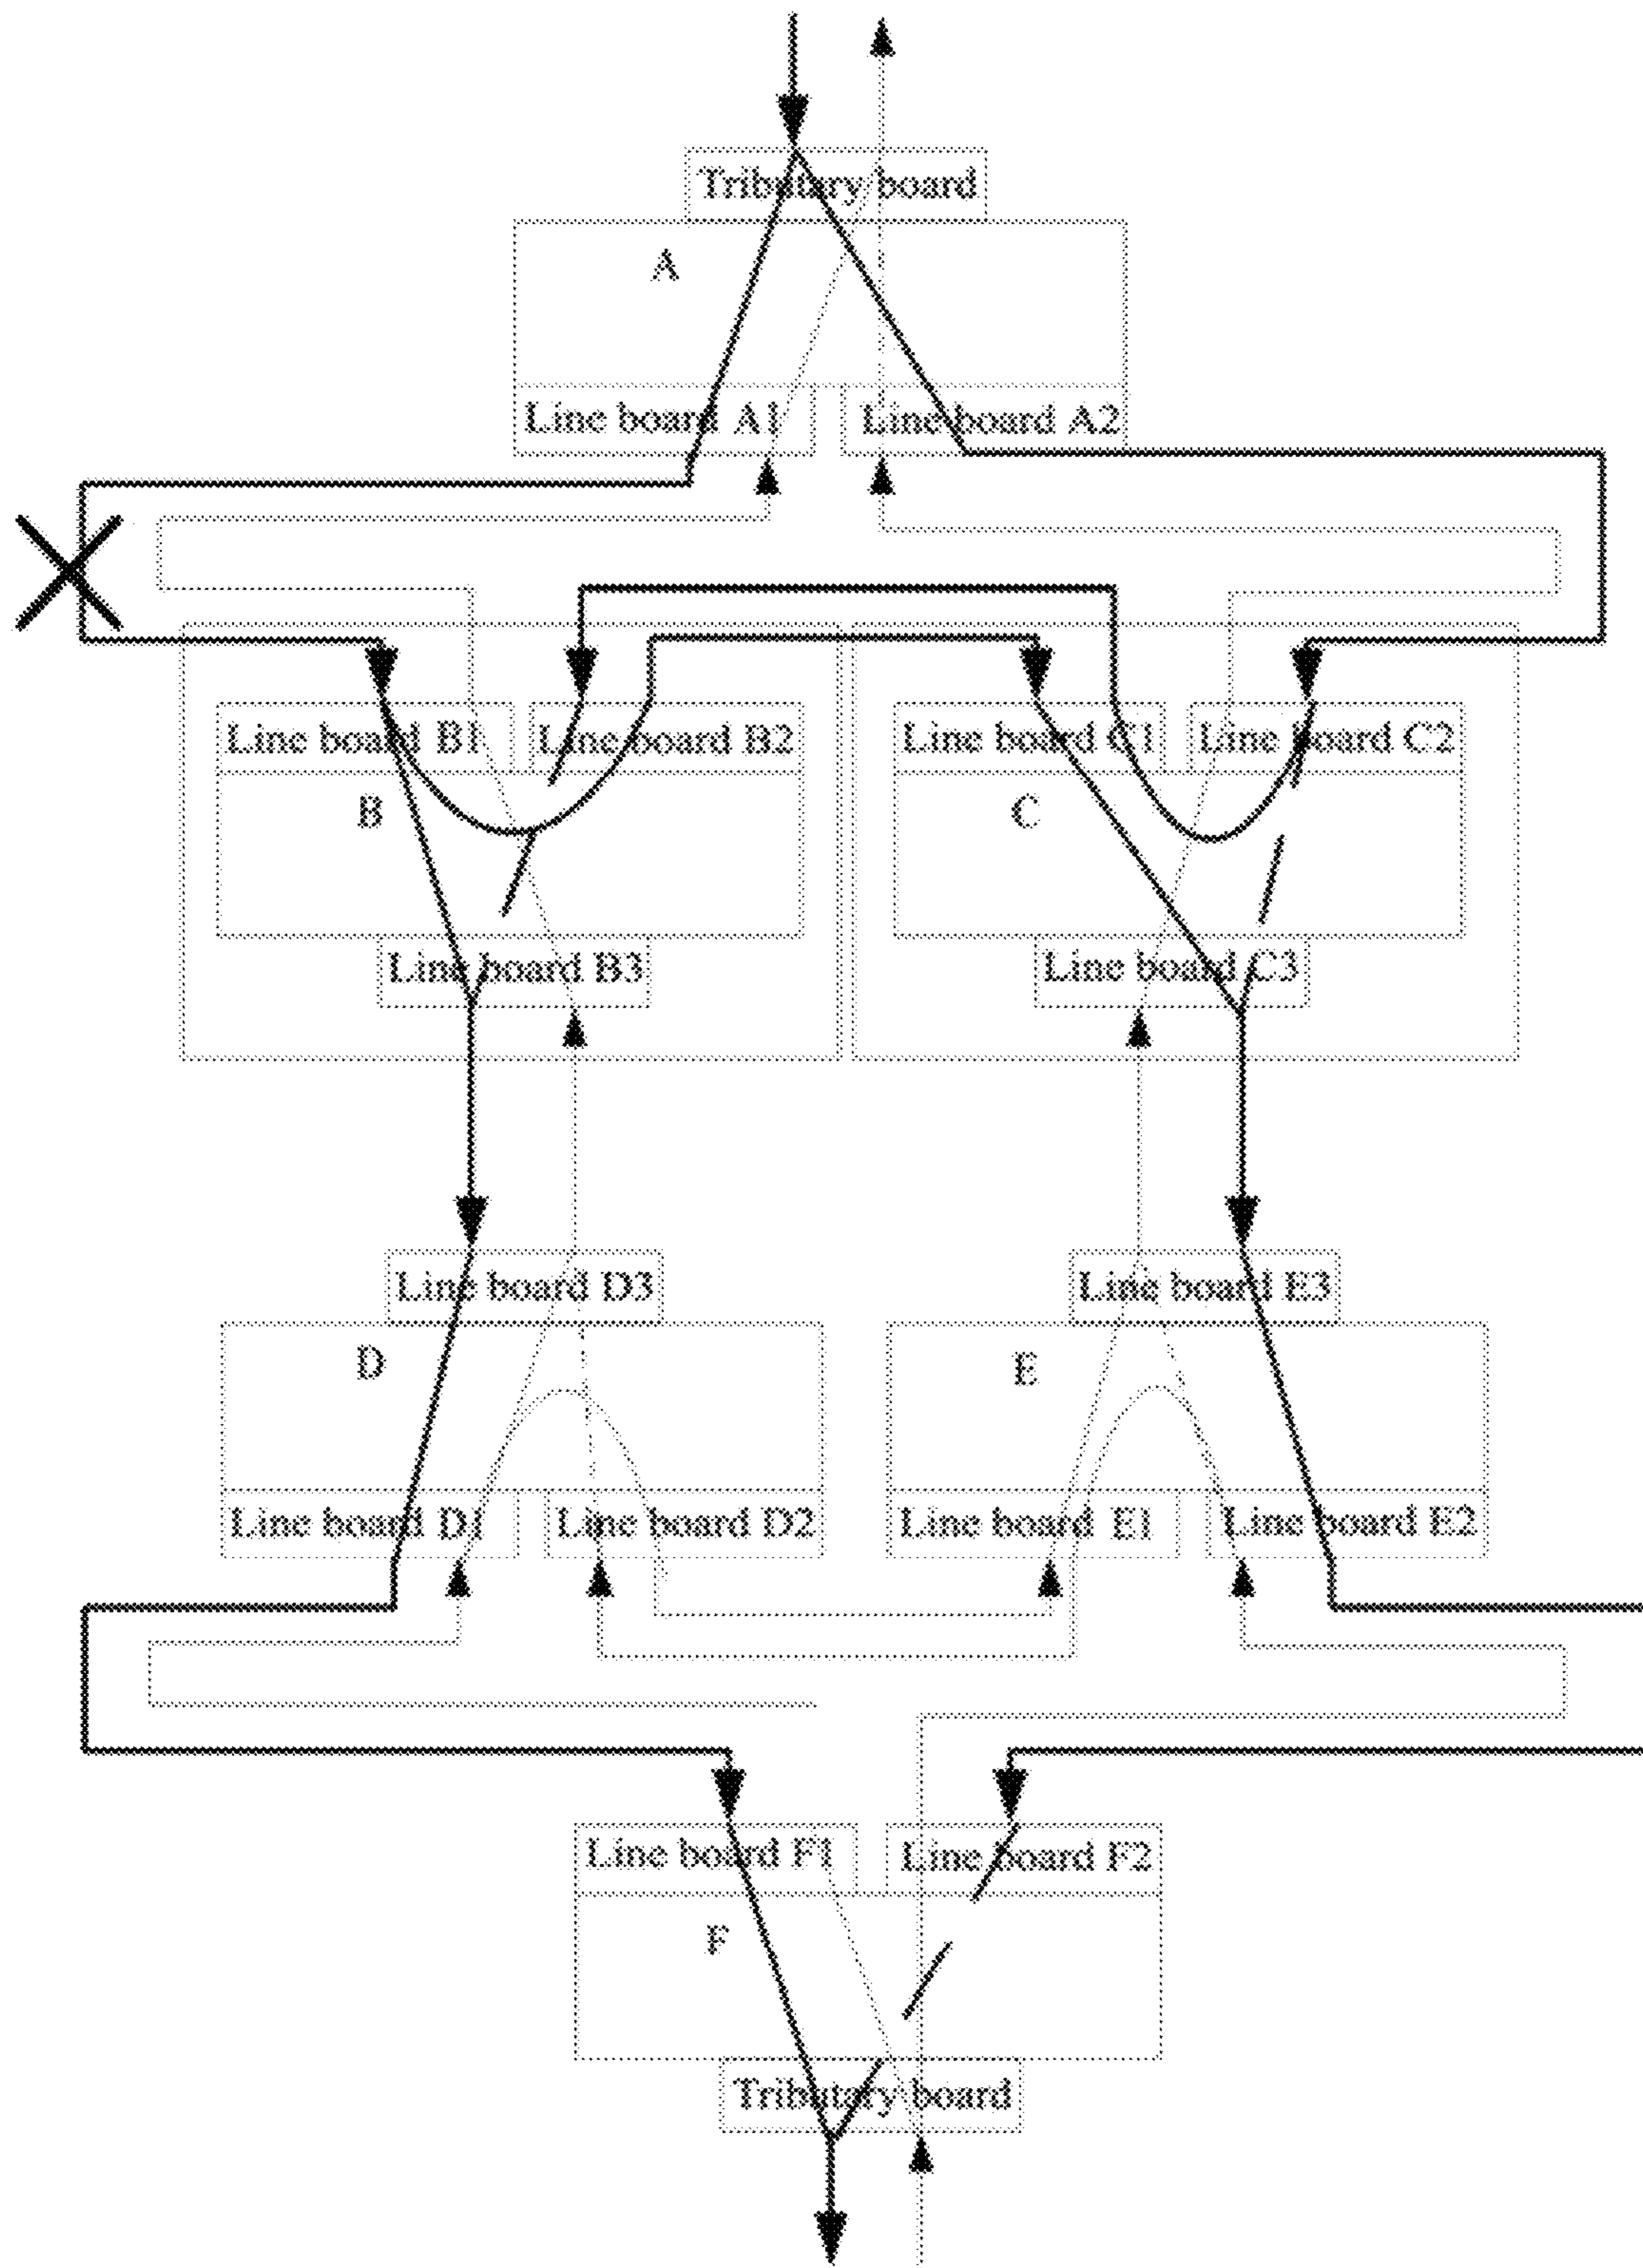 Tributary board
A
Line board A1
Line board A2
Line board B1
Line board B2
Line board C1
Line board C2
B
C
Line board B3
Line board C3
Line board D3
Line board E3
D
E
Line board D1
Line board D2
Line board E1
Line board E2
Line board F1
Line board F2
F
Tributary board